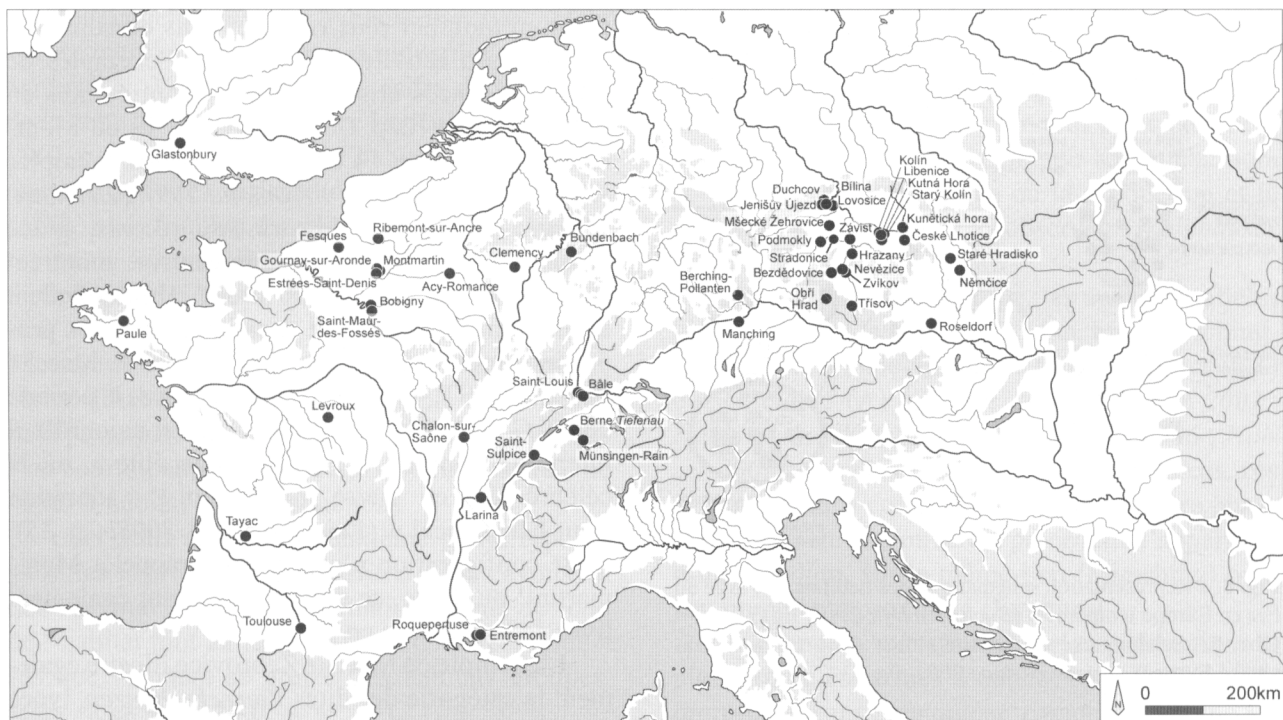 Glastonbury
Fesques
Ribemont-sur-Ancre
Gournay-sur-Aronde
Montmartin
Estrées-Saint-Denis
Acy-Romance
Bobigny
Saint-Maur-
des-Fossés
Paule
Clemency
Bundenbach
Levroux
Chalon-sur-
Saône
Saint-Louis
Bâle
Berne Tiefenau
Münsingen-Rain
Saint-
Sulpice
Larina
Tayac
Toulouse
Roquepertuse
Entremont
Kolín
Libenice
Kutná Hora
Starý Kolín
Duchcov
Bílina
Jenišův Újezd
Lovosice
Mšecké Žehrovice
Závist
Kunětická hora
Podmokly
České Lhotice
Stradonice
Hrazany
Staré Hradisko
Bezdědovice
Nevězice
Zvíkov
Němčice
Berching-
Pollanten
Obří
Hrad
Třísov
Manching
Roseldorf
N
0 200km